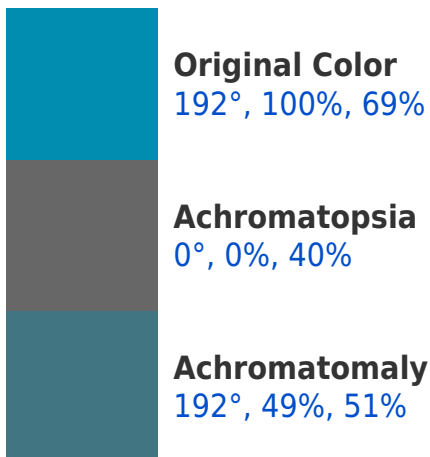 Original Color
192°, 100%, 69%
Achromatopsia
0°, 0%, 40%
Achromatomaly
192°, 49%, 51%